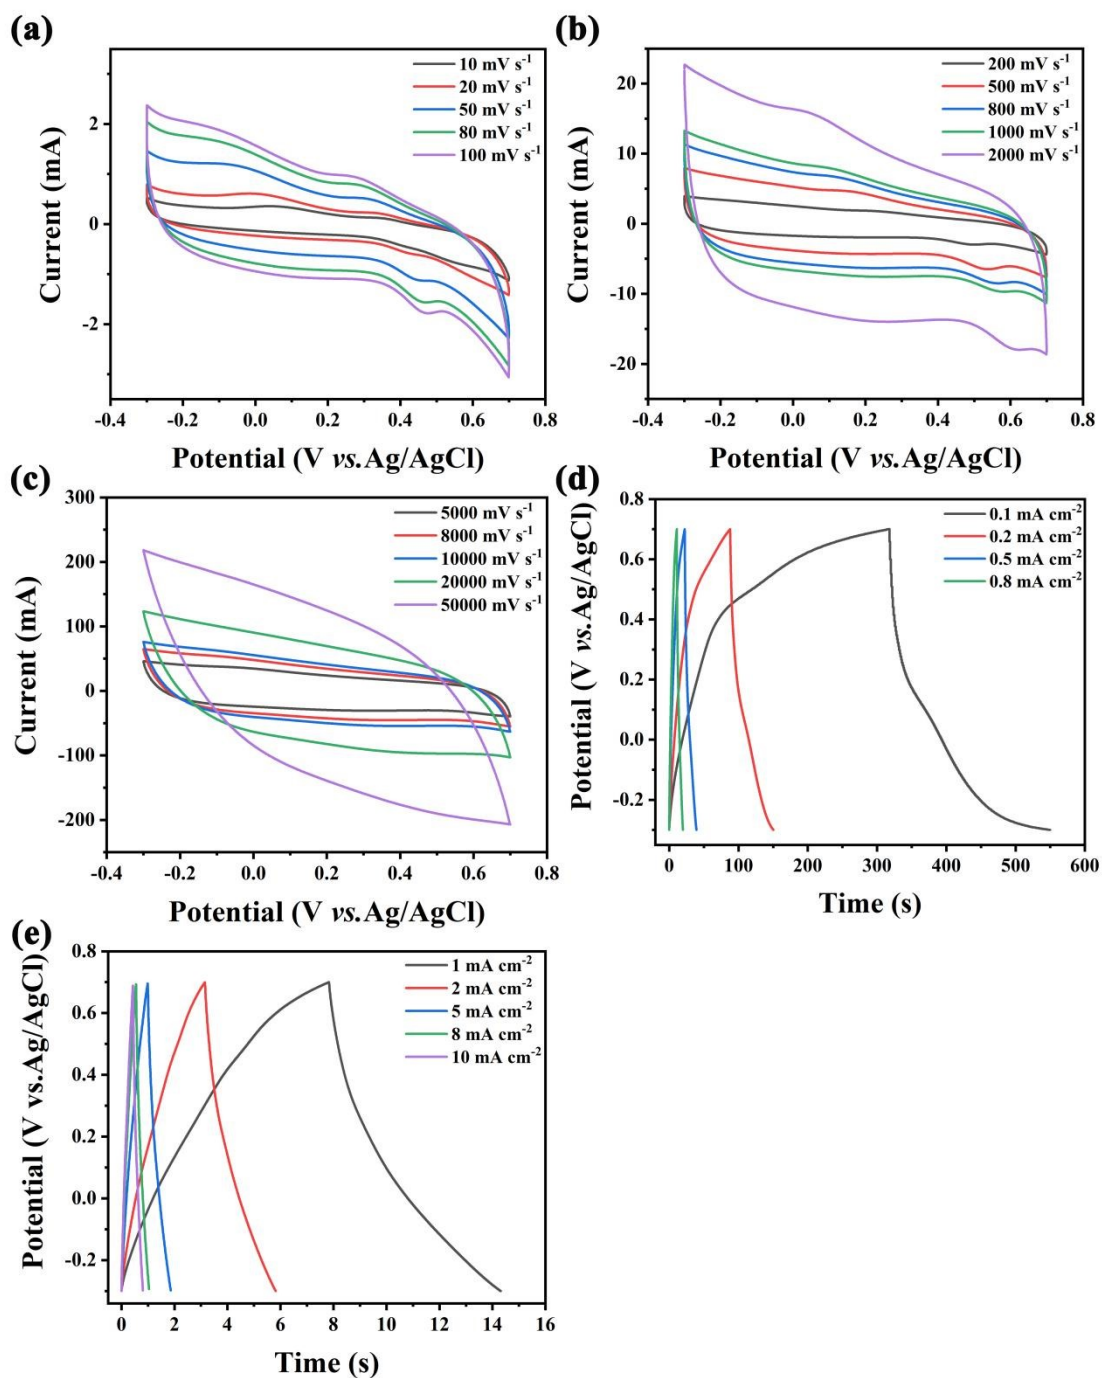 (a)
10 mV s⁻¹
20 mV s⁻¹
50 mV s⁻¹
80 mV s⁻¹
100 mV s⁻¹
2
0
-2
Current (mA)
-0.4 -0.2 0.0 0.2 0.4 0.6 0.8
Potential (V vs.Ag/AgCl)
(b)
200 mV s⁻¹
500 mV s⁻¹
800 mV s⁻¹
1000 mV s⁻¹
2000 mV s⁻¹
20
10
0
-10
-20
Current (mA)
-0.4 -0.2 0.0 0.2 0.4 0.6 0.8
Potential (V vs.Ag/AgCl)
(c)
5000 mV s⁻¹
8000 mV s⁻¹
10000 mV s⁻¹
20000 mV s⁻¹
50000 mV s⁻¹
300
200
100
0
-100
-200
Current (mA)
-0.4 -0.2 0.0 0.2 0.4 0.6 0.8
Potential (V vs.Ag/AgCl)
(d)
0.1 mA cm⁻²
0.2 mA cm⁻²
0.5 mA cm⁻²
0.8 mA cm⁻²
0.8
0.6
0.4
0.2
0.0
-0.2
Potential (V vs.Ag/AgCl)
0 100 200 300 400 500 600
Time (s)
(e)
1 mA cm⁻²
2 mA cm⁻²
5 mA cm⁻²
8 mA cm⁻²
10 mA cm⁻²
0.8
0.6
0.4
0.2
0.0
-0.2
Potential (V vs.Ag/AgCl)
0 2 4 6 8 10 12 14 16
Time (s)